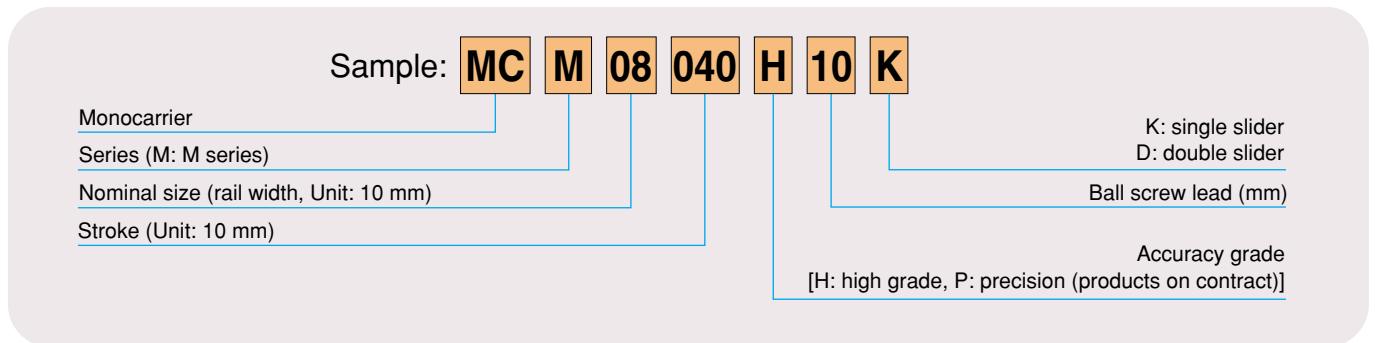 Sample: MC M 08 040 H 10 K
Monocarrier
Series (M: M series)
Nominal size (rail width, Unit: 10 mm)
Stroke (Unit: 10 mm)
K: single slider
D: double slider
Ball screw lead (mm)
Accuracy grade
[H: high grade, P: precision (products on contract)]